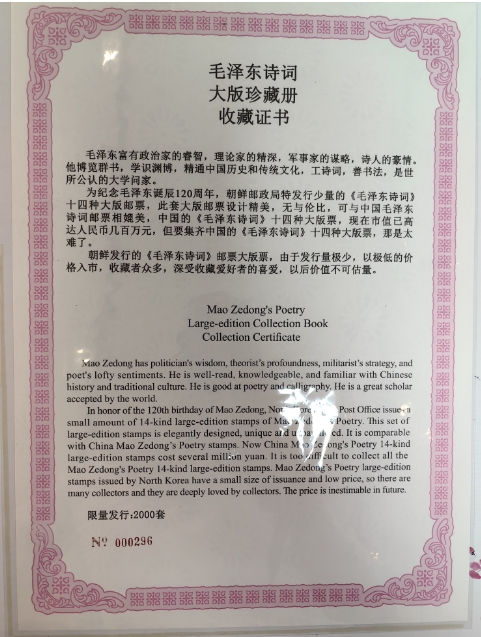 毛泽东诗词
大版珍藏册
收藏证书
毛泽东富有政治家的睿智，理论家的精深，军事家的谋略，诗人的豪情。
他博览群书，学识渊博，精通中国历史和传统文化，工诗词，善书法，是世
所公认的大学问家。
为纪念毛泽东诞辰120周年，朝鲜邮政局特发行少量的《毛泽东诗词》
十四种大版邮票，此套大版邮票设计精美，无与伦比，可与中国毛泽东
诗词邮票相媲美，中国的《毛泽东诗词》十四种大版票，现在市值已高
达人民币几百万元，但要集齐中国的《毛泽东诗词》十四种大版票，那是太
难了。
朝鲜发行的《毛泽东诗词》邮票大版票，由于发行量极少，以极低的价
格入市，收藏者众多，深受收藏爱好者的喜爱，以后价值不可估量。
Mao Zedong's Poetry
Large-edition Collection Book
Collection Certificate
Mao Zedong has politician's wisdom, theorist's profoundness, militarist's strategy, and
poet's lofty sentiments. He is well-read, knowledgeable, and familiar with Chinese
history and traditional culture. He is good at poetry and calligraphy. He is a great scholar
accepted by the world.
In honor of the 120th birthday of Mao Zedong, Post Office issues a
small amount of 14-kind large-edition stamps of Poetry. This set of
large-edition stamps is elegantly designed, unique and It is comparable
with China Mao Zedong's Poetry stamps. Now China Poetry 14-kind
large-edition stamps cost several million yuan. It is too difficult to collect all the
Mao Zedong's Poetry 14-kind large-edition stamps. Mao Zedong's Poetry large-edition
stamps issued by North Korea have a small size of issuance and low price, so there are
many collectors and they are deeply loved by collectors. The price is inestimable in future.
限量发行:2000套
Nº 000296